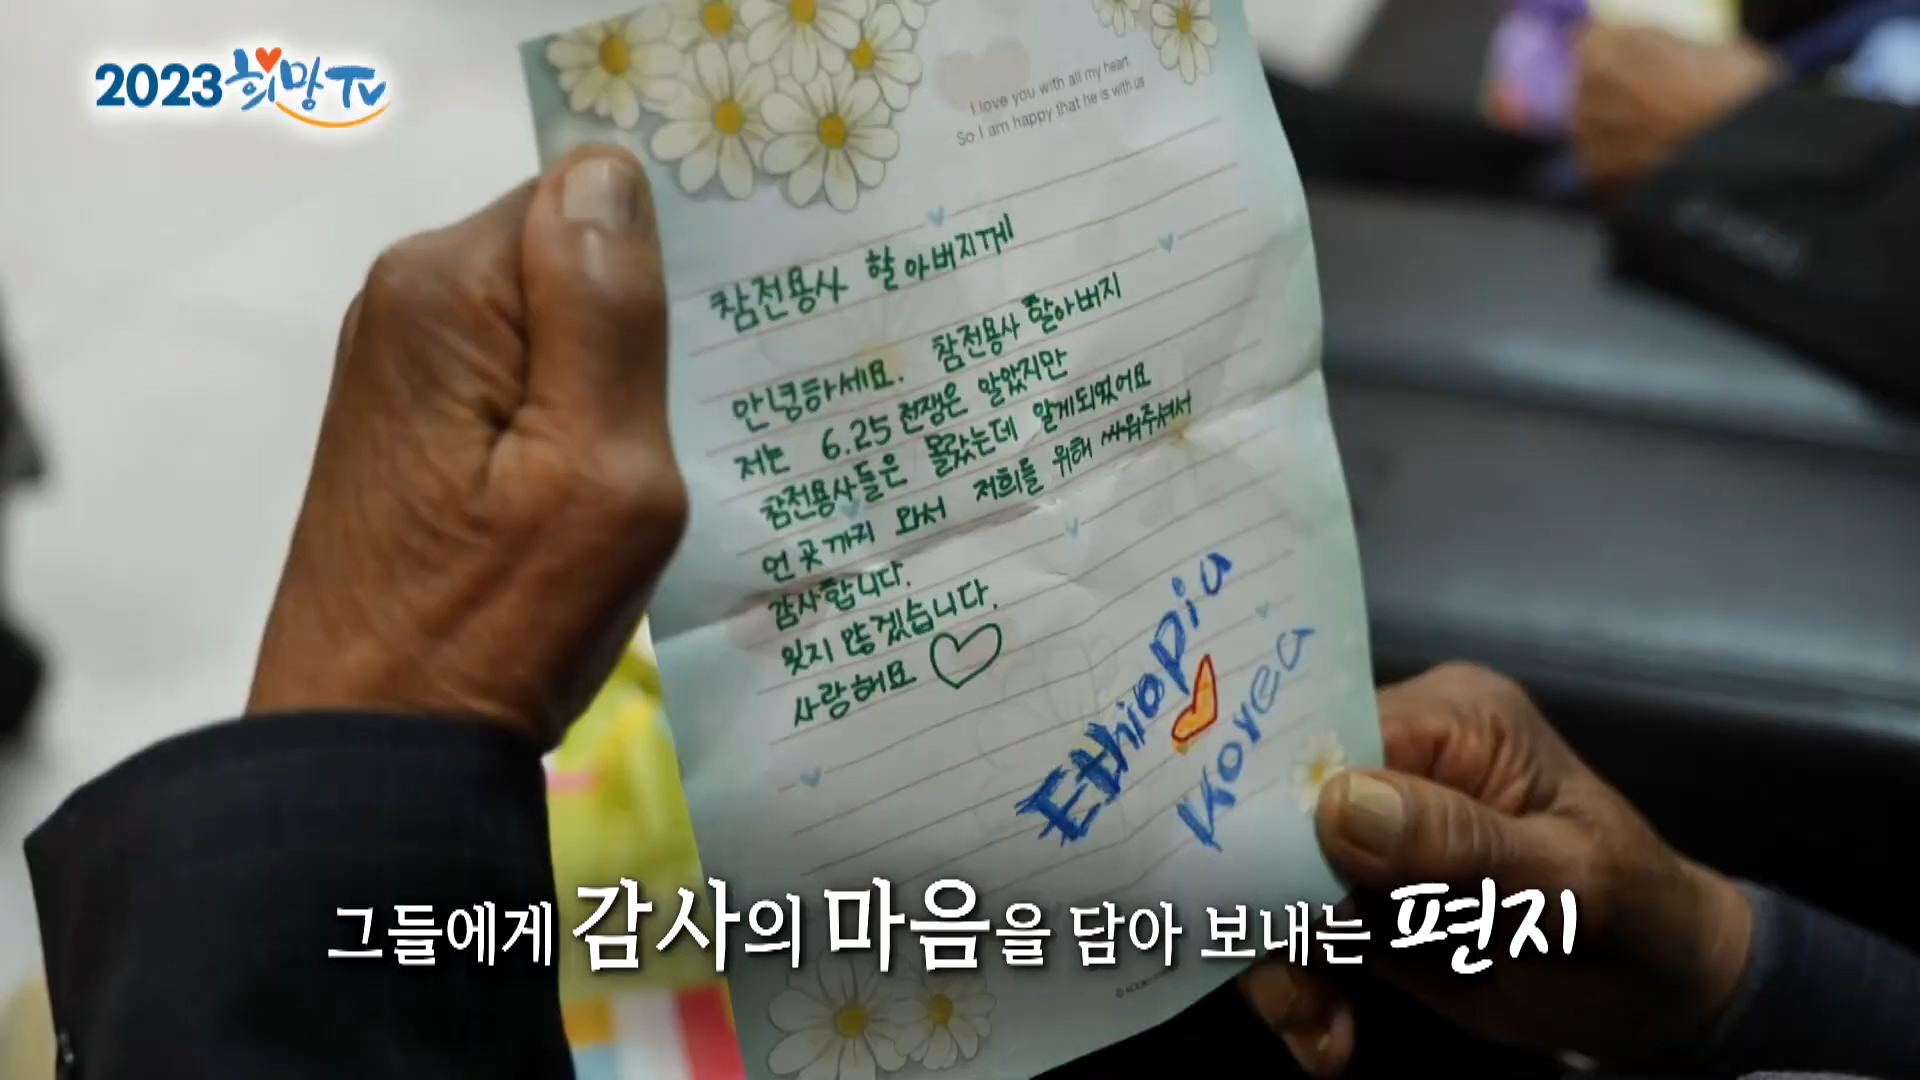 2023 희망TV
I love you with all my heart
So I am happy that he is with us
참전용사 할아버지께
안녕하세요. 참전용사 할아버지
저는 6.25 전쟁은 알았지만
참전용사들은 몰랐는데 알게되었어요
먼 곳까지 와서 저희를 위해 싸워주셔서
감사합니다.
잊지 않겠습니다.
사랑해요
Ethiopia
Korea
그들에게 감사의 마음을 담아 보내는 편지